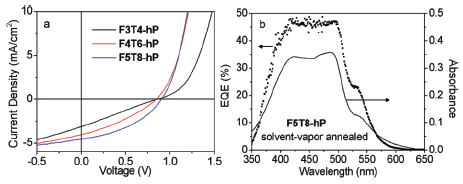 a
F3T4-hP
F4T6-hP
F5T8-hP
Current Density (mA/cm²)
10
5
0
-5
-0.5 0.0 0.5 1.0 1.5
Voltage (V)
b
EQE (%)
60
50
40
30
20
10
0
F5T8-hP
solvent-vapor annealed
0.5
0.4
0.3
0.2
0.1
0.0
Absorbance
350 400 450 500 550 600 650
Wavelength (nm)